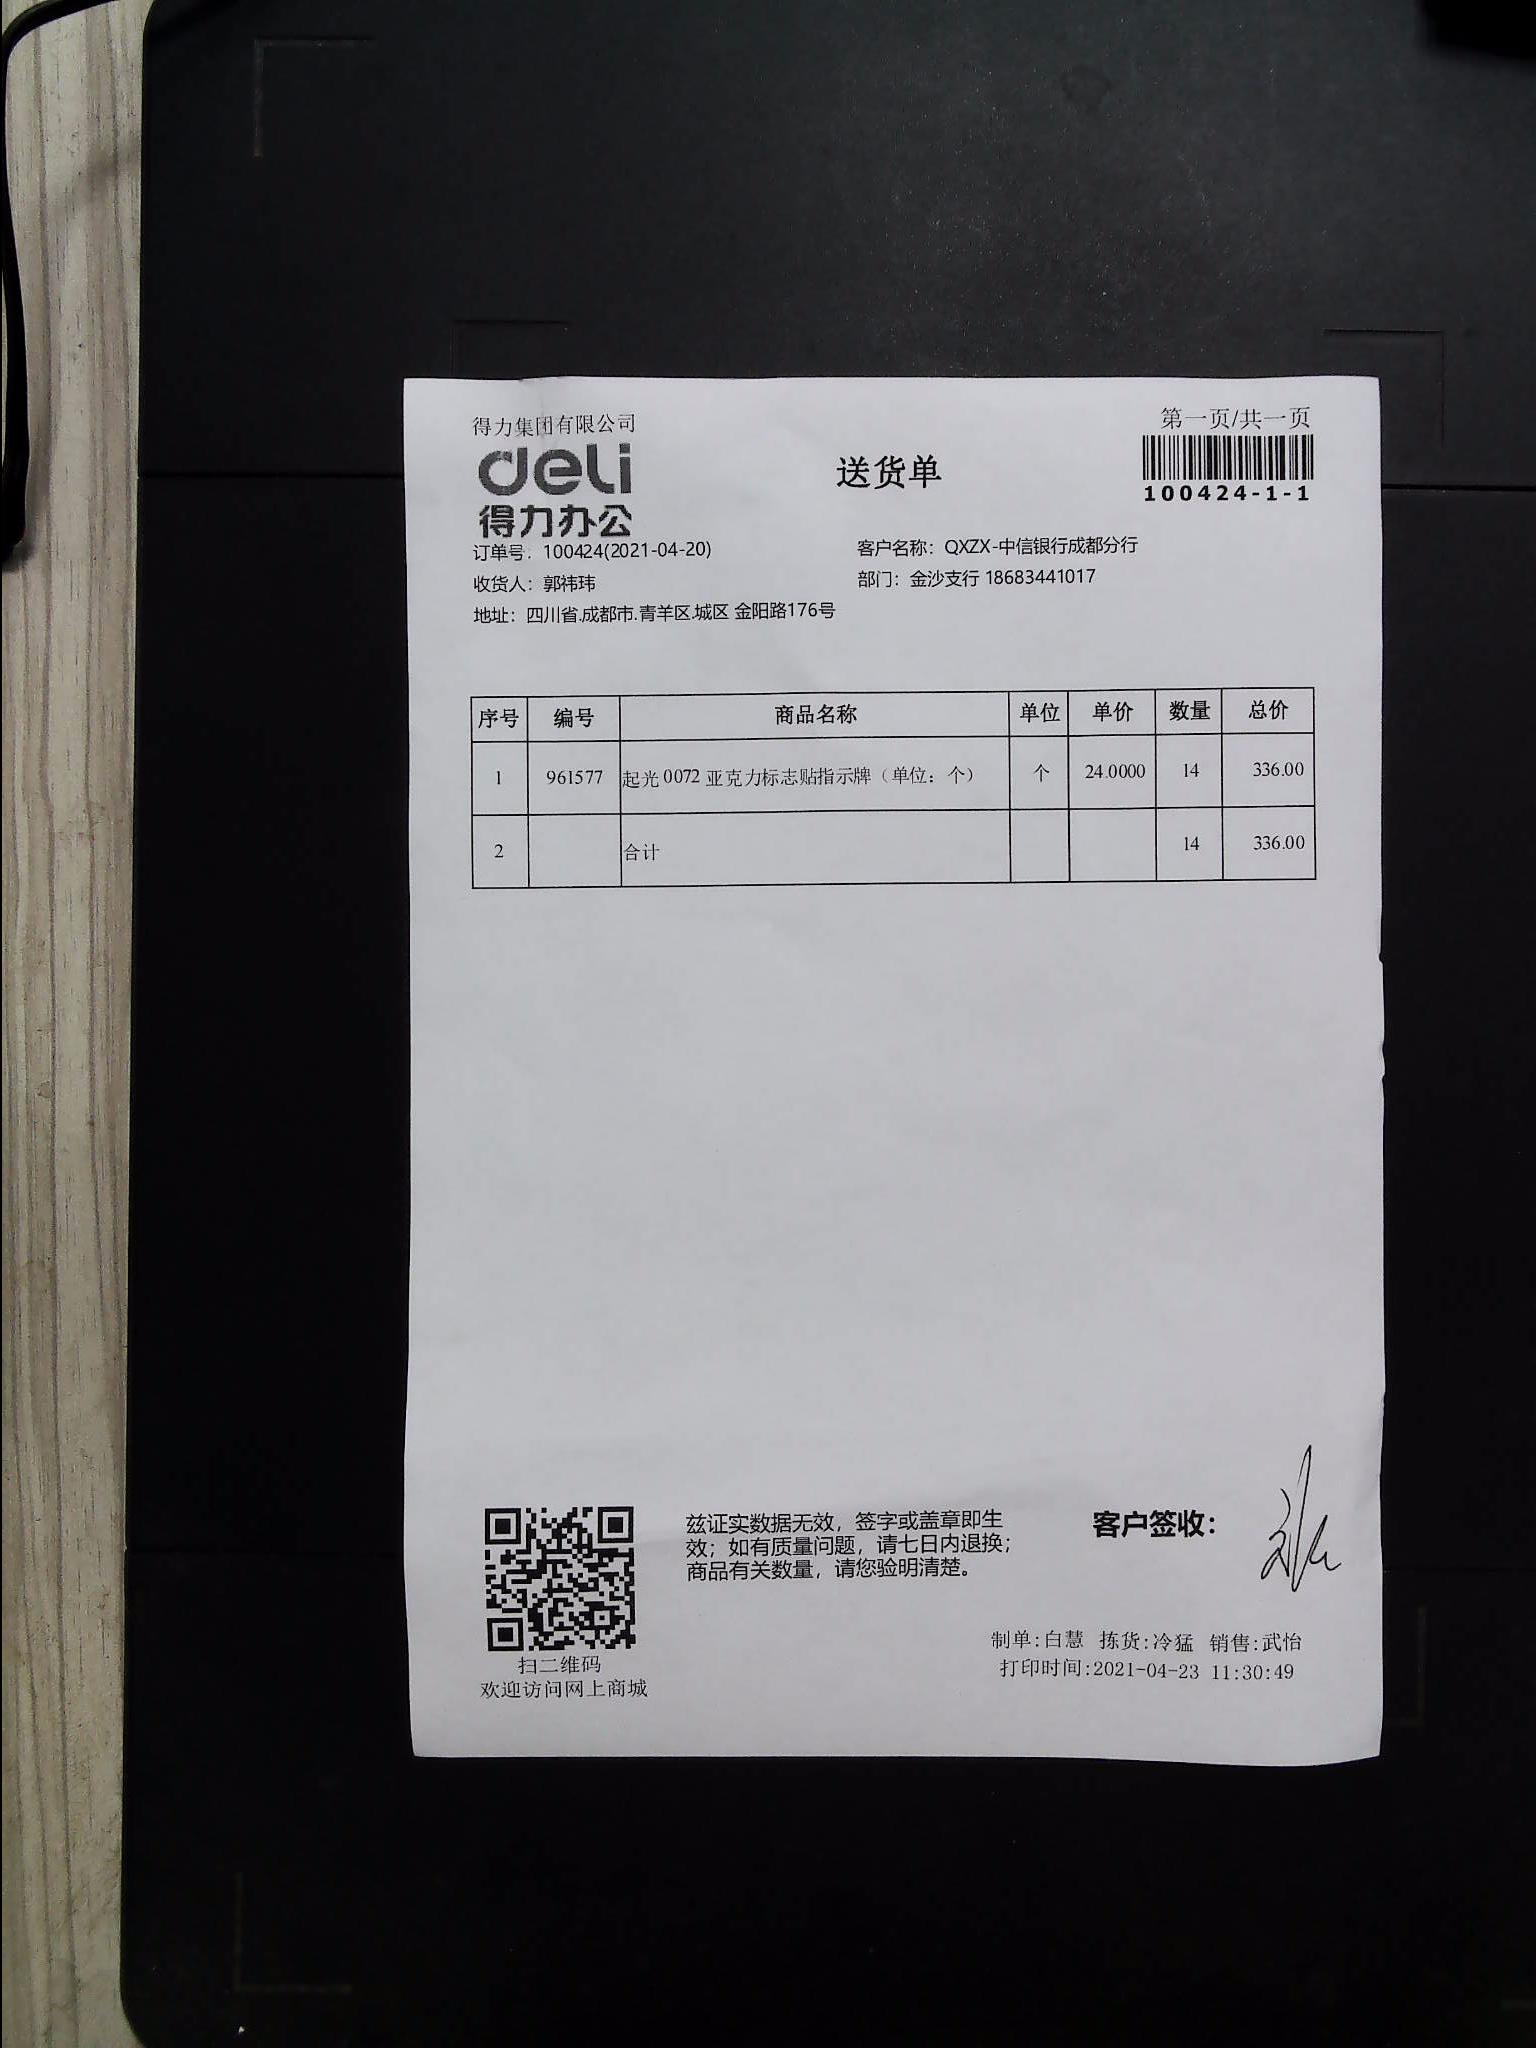 得力集团有限公司
第一页/共一页
deli
得力办公
送货单
100424-1-1
订单号: 100424(2021-04-20)
客户名称: QXZX-中信银行成都分行
收货人: 郭祎玮
部门: 金沙支行 18683441017
地址: 四川省.成都市.青羊区.城区 金阳路176号
序号 编号 商品名称 单位 单价 数量 总价
1 961577 起光 0072 亚克力标志贴指示牌（单位：个） 个 24.0000 14 336.00
2 合计 14 336.00
兹证实数据无效，签字或盖章即生
效；如有质量问题，请七日内退换；
商品有关数量，请您验明清楚。
客户签收：
扫二维码
欢迎访问网上商城
制单:白慧 拣货:冷猛 销售:武怡
打印时间:2021-04-23 11:30:49